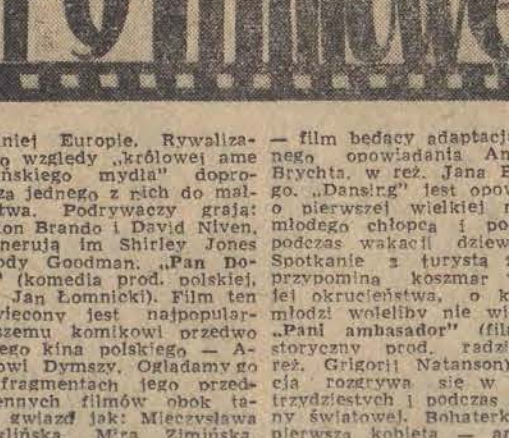 niej Europie. Rywaliza-
o względy „królowej ame
ńskiego mydła" dopro-
za jednego z nich do mał-
twa. Podrywaczy grają:
on Brando i David Niven.
nerują im Shirley Jones
ody Goodman. „Pan Do-
" (komedia prod. polskiej,
Jan Łomnicki). Film ten
więcony jest najpopular-
szemu komikowi przedwo
ego kina polskiego — A-
owi Dymszy. Oglądamy go
fragmentach jego przed-
ennych filmów obok ta-
gwiazd jak: Mieczysława
lińska, Mira Zimińska,
— film będący adaptacj
nego opowiadania An
Brychta, w reż. Jana B
go. „Dansing" jest opow
o pierwszej wielkiej m
młodego chłopca i po
podczas wakacji dziew
Spotkanie z turystą z
przypomina koszmar w
jej okrucieństwa, o k
młodzi woleliby nie wi
„Pani ambasador" (film
storyczny prod. radzi
reż. Grigorij Natanson)
cja rozgrywa się w
trzydziestych i podczas
ny światowej. Bohaterk
pierwsza kobieta am